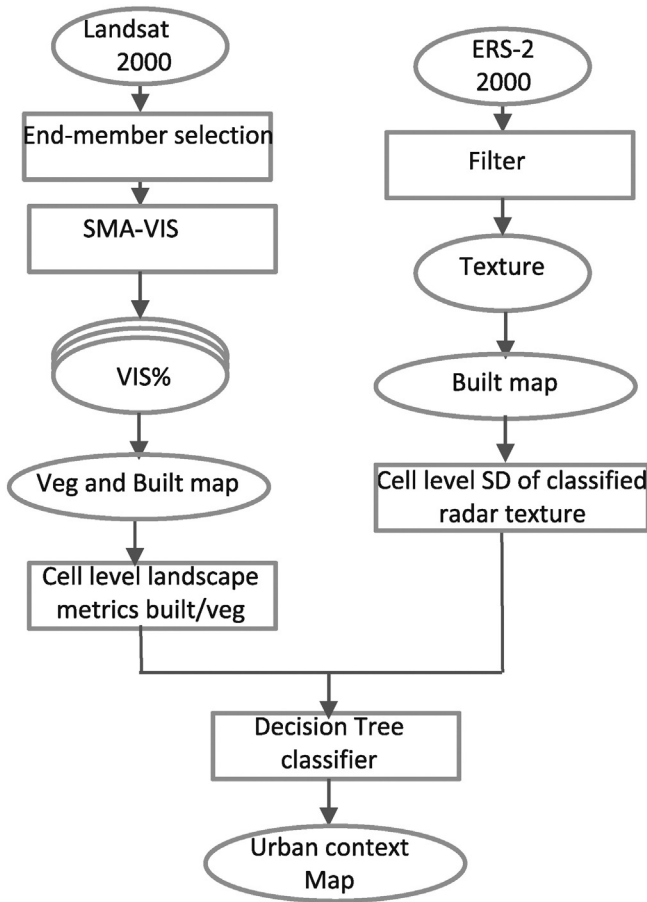 Landsat
2000
End-member selection
SMA-VIS
VIS%
Veg and Built map
Cell level landscape
metrics built/veg
ERS-2
2000
Filter
Texture
Built map
Cell level SD of classified
radar texture
Decision Tree
classifier
Urban context
Map